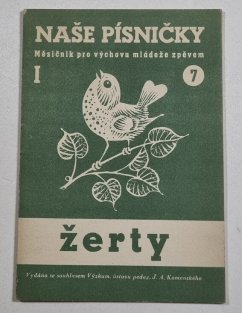 NAŠE PÍSNIČKY
Měsíčník pro výchovu mládeže zpěvem
I 7
žerty
Vydáno se souhlasem Výzkum. ústavu pedag. J. A. Komenského